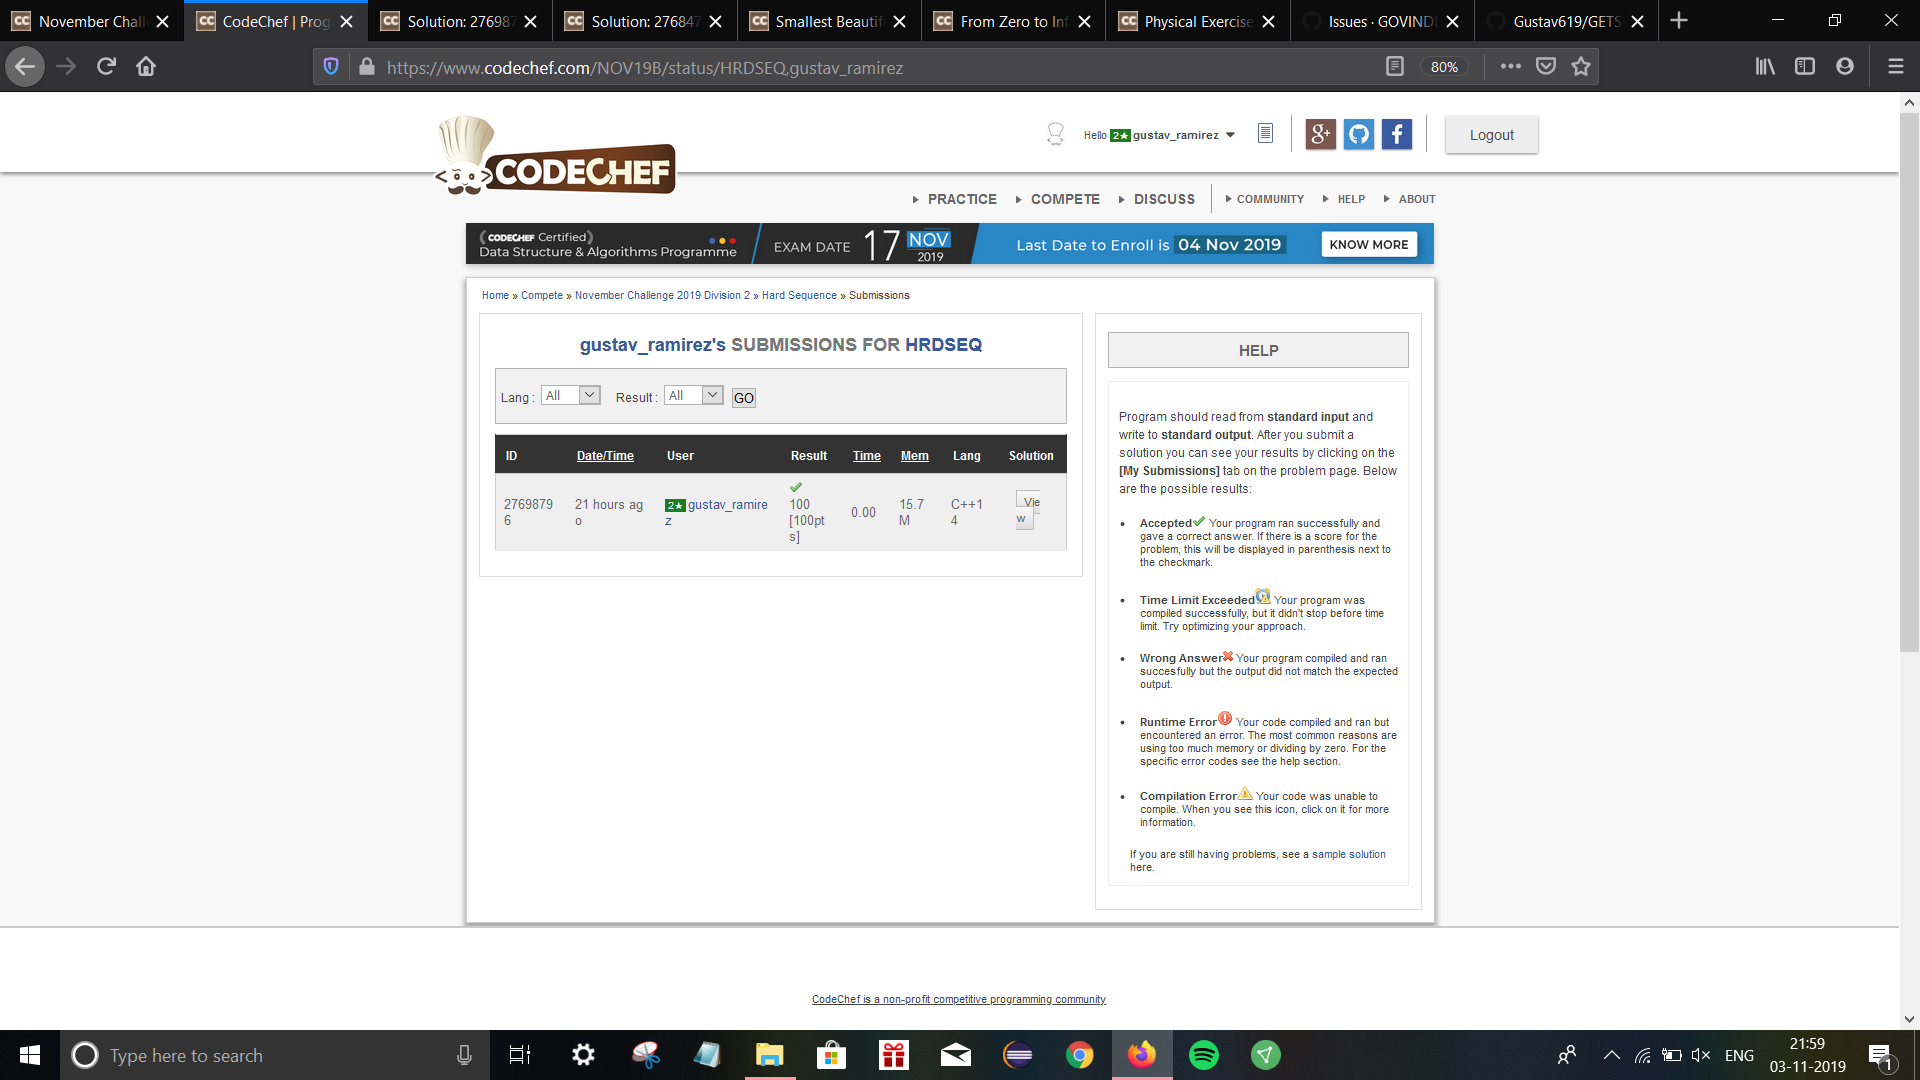 November Chall
CodeChef | Prog
Solution: 276987
Solution: 276847
Smallest Beautif
From Zero to Inf
Physical Exercise
Issues · GOVIND
Gustav619/GETS
https://www.codechef.com/NOV19B/status/HRDSEQ,gustav_ramirez
80%
CODECHEF
Hello 2★ gustav_ramirez
Logout
PRACTICE COMPETE DISCUSS COMMUNITY HELP ABOUT
CODECHEF Certified
Data Structure & Algorithms Programme
EXAM DATE 17 NOV 2019
Last Date to Enroll is 04 Nov 2019
KNOW MORE
Home » Compete » November Challenge 2019 Division 2 » Hard Sequence » Submissions
gustav_ramirez's SUBMISSIONS FOR HRDSEQ
Lang : All Result : All GO
ID Date/Time User Result Time Mem Lang Solution
2769879
6
21 hours ag
o
2★ gustav_ramire
z
100
[100pt
s]
0.00
15.7
M
C++1
4
Vie
w
HELP
Program should read from standard input and
write to standard output. After you submit a
solution you can see your results by clicking on the
[My Submissions] tab on the problem page. Below
are the possible results:
• Accepted Your program ran successfully and
gave a correct answer. If there is a score for the
problem, this will be displayed in parenthesis next to
the checkmark.
• Time Limit Exceeded Your program was
compiled successfully, but it didn't stop before time
limit. Try optimizing your approach.
• Wrong Answer Your program compiled and ran
succesfully but the output did not match the expected
output.
• Runtime Error Your code compiled and ran but
encountered an error. The most common reasons are
using too much memory or dividing by zero. For the
specific error codes see the help section.
• Compilation Error Your code was unable to
compile. When you see this icon, click on it for more
information.
If you are still having problems, see a sample solution
here.
CodeChef is a non-profit competitive programming community
Type here to search
ENG
21:59
03-11-2019
1